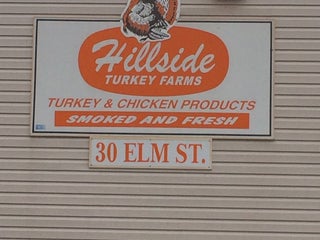 Hillside
TURKEY FARMS
TURKEY & CHICKEN PRODUCTS
SMOKED AND FRESH
30 ELM ST.